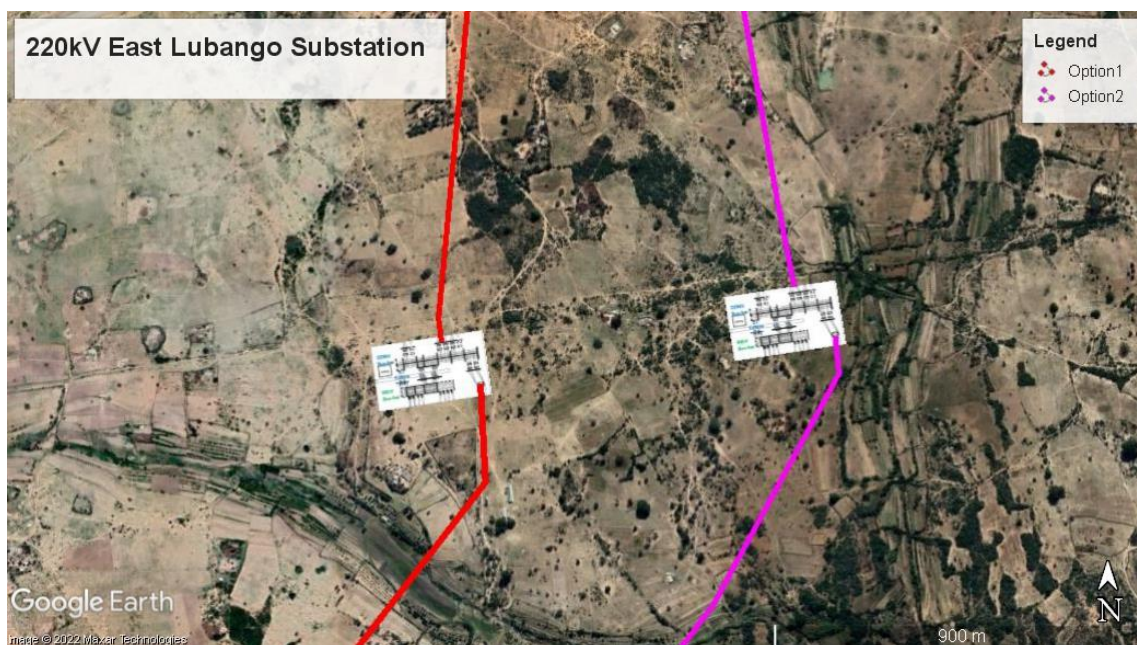 220kV East Lubango Substation
Legend
Option1
Option2
Google Earth
Image © 2022 Maxar Technologies
N
900 m